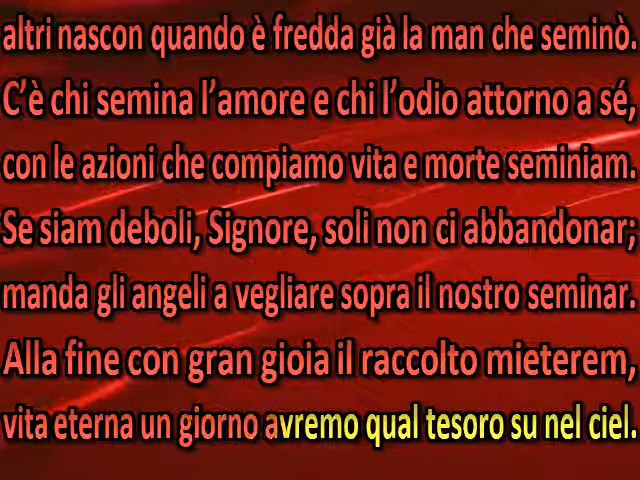 altri nascon quando è fredda già la man che seminò.
C’è chi semina l’amore e chi l’odio attorno a sé,
con le azioni che compiamo vita e morte seminiam.
Se siam deboli, Signore, soli non ci abbandonar;
manda gli angeli a vegliare sopra il nostro seminar.
Alla fine con gran gioia il raccolto mieterem,
vita eterna un giorno avremo qual tesoro su nel ciel.